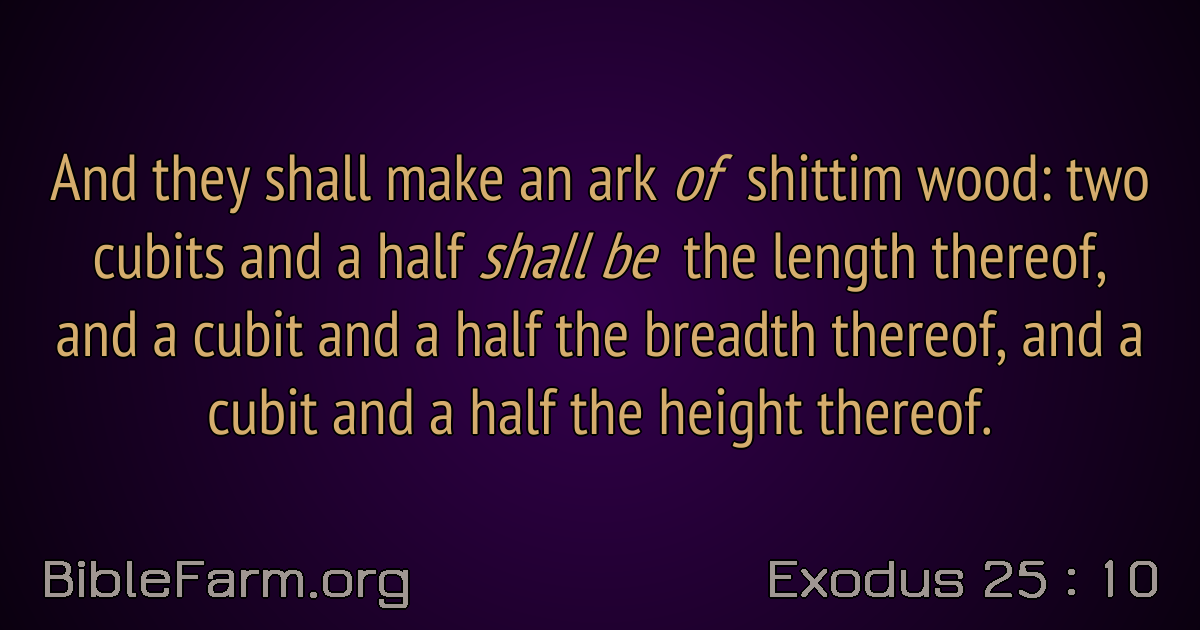 And they shall make an ark of shittim wood: two
cubits and a half shall be the length thereof,
and a cubit and a half the breadth thereof, and a
cubit and a half the height thereof.
BibleFarm.org
Exodus 25 : 10